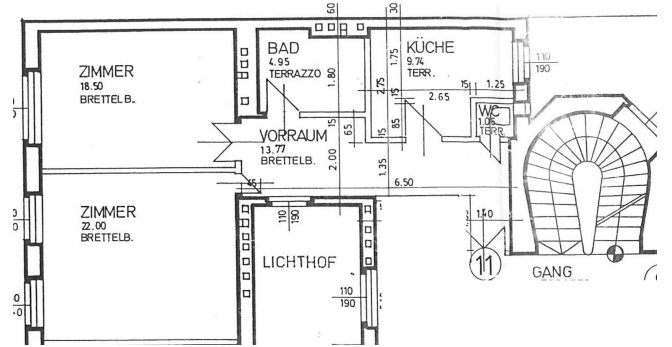 60
30
ZIMMER
18.50
BRETTELB.
BAD
4.95
TERRAZZO
1.80
2.75
1.75
KÜCHE
9.74
TERR.
110
190
15
1.25
15
2.65
WC
1.06
TERR.
VORRAUM
13.77
BRETTELB.
15
65
15
85
2.00
1.35
45
6.50
ZIMMER
22.00
BRETTELB.
110
190
1.40
11
LICHTHOF
GANG
110
190